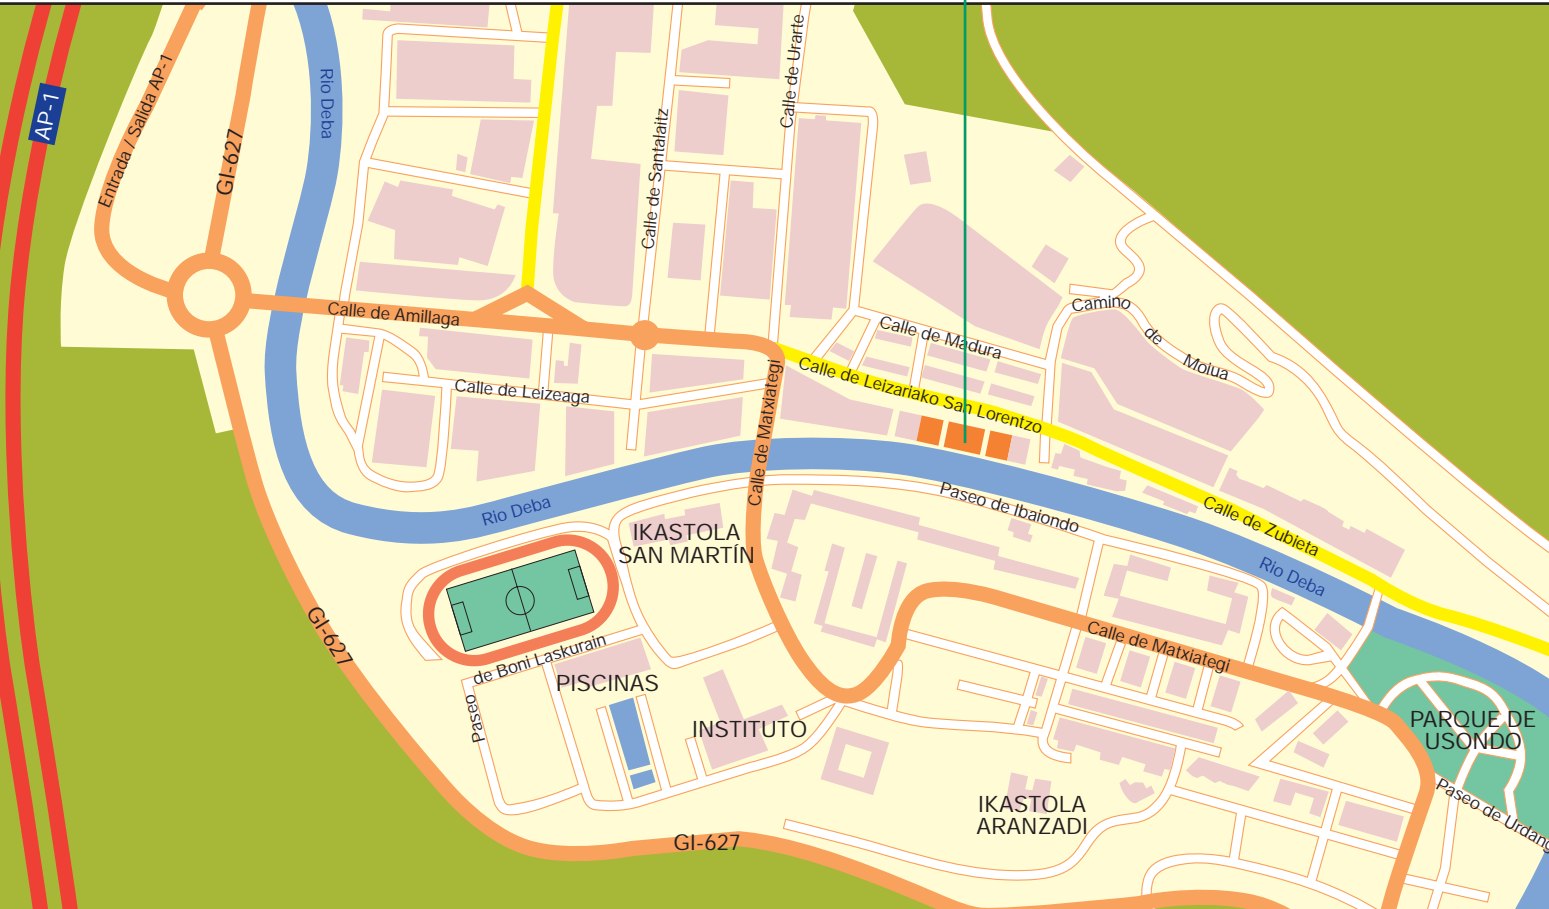 AP-1
Entrada / Salida AP-1
GI-627
Rio Deba
Calle de Santalaitz
Calle de Urarte
Calle de Amillaga
Calle de Leizeaga
Calle de Madura
Camino
de
Moiua
Calle de Leizariako San Lorentzo
Calle de Matxiategi
Rio Deba
Paseo de Ibaiondo
Calle de Zubieta
Rio Deba
IKASTOLA
SAN MARTÍN
GI-627
Paseo
de Boni Laskurain
PISCINAS
INSTITUTO
Calle de Matxiategi
PARQUE DE
USONDO
Paseo de Urdang
IKASTOLA
ARANZADI
GI-627